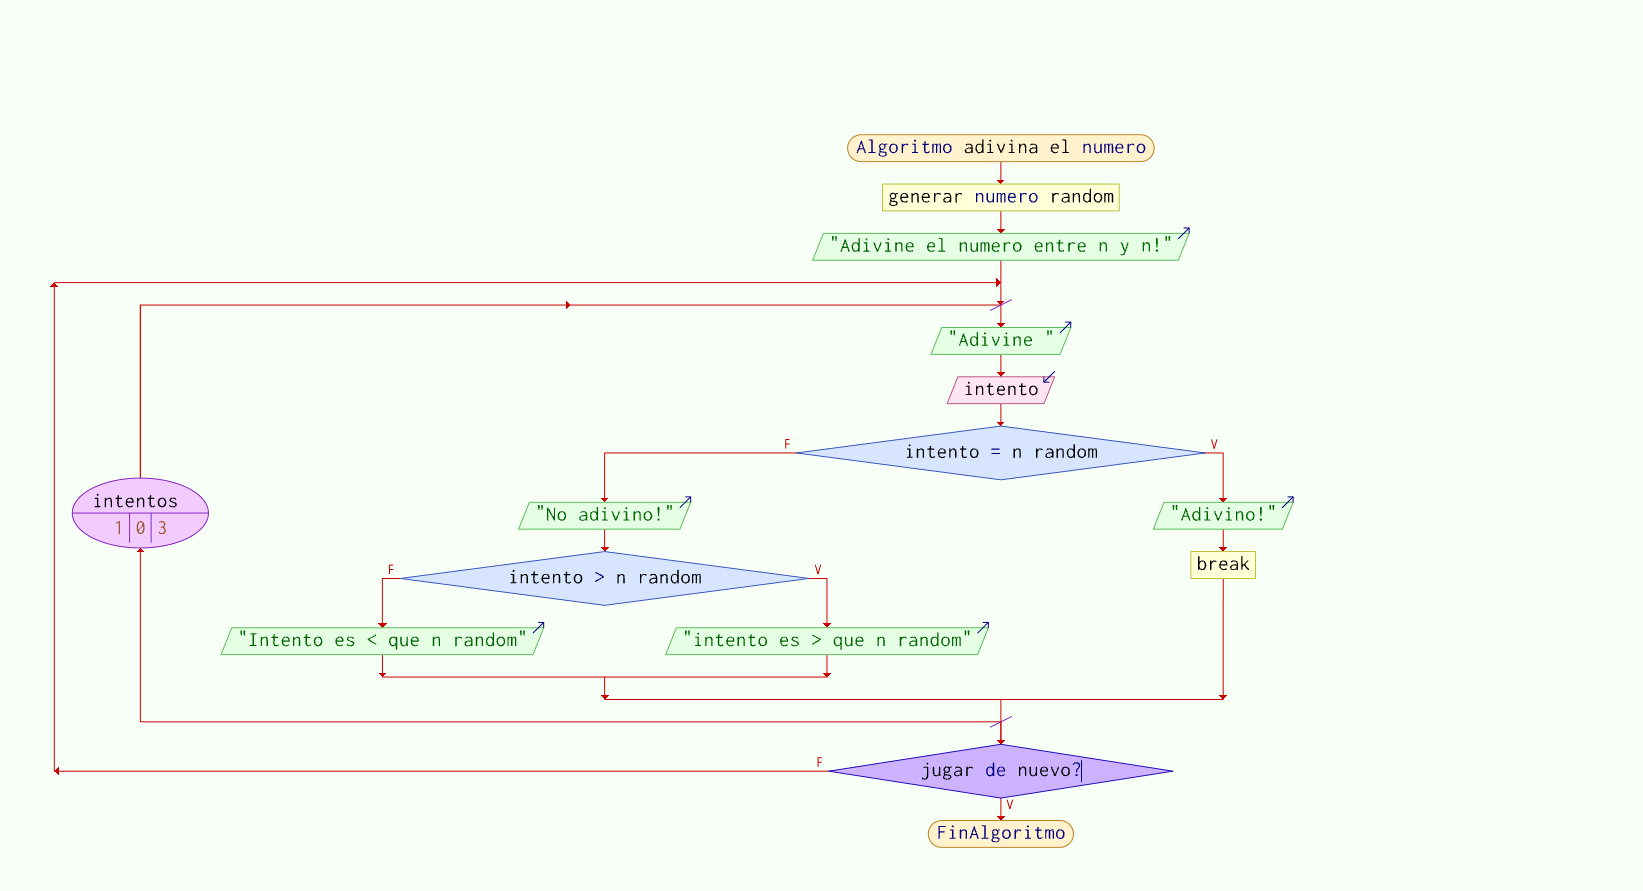 Algoritmo adivina el numero
generar numero random
"Adivine el numero entre n y n!"
"Adivine "
intento
intento = n random
F
V
"No adivino!"
"Adivino!"
intentos
1 0 3
break
intento > n random
F
V
"Intento es < que n random"
"intento es > que n random"
jugar de nuevo?
F
V
FinAlgoritmo